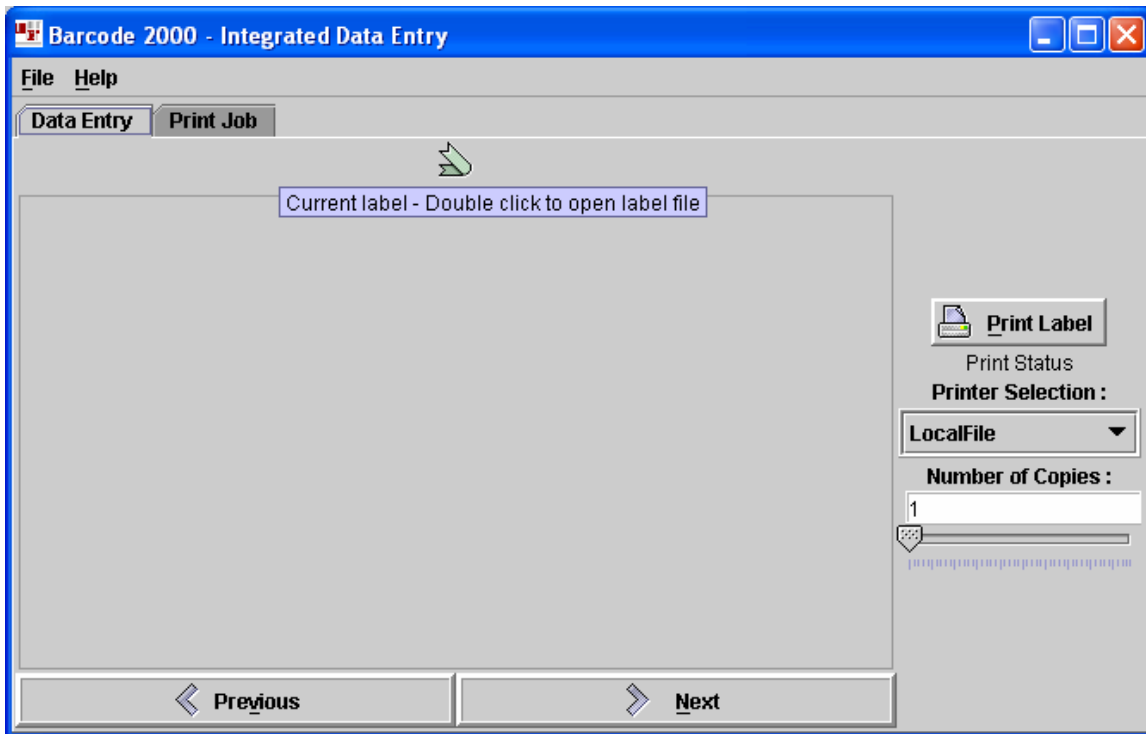 Barcode 2000 - Integrated Data Entry
File Help
Data Entry Print Job
Current label - Double click to open label file
Print Label
Print Status
Printer Selection :
LocalFile
Number of Copies :
1
Previous Next